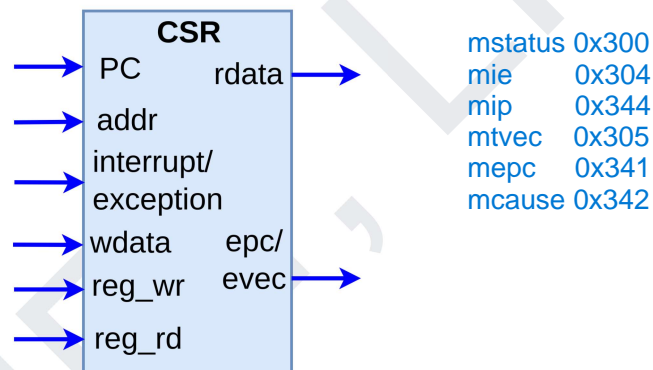 CSR
PC
rdata
addr
interrupt/
exception
wdata
epc/
evec
reg_wr
reg_rd
mstatus 0x300
mie 0x304
mip 0x344
mtvec 0x305
mepc 0x341
mcause 0x342